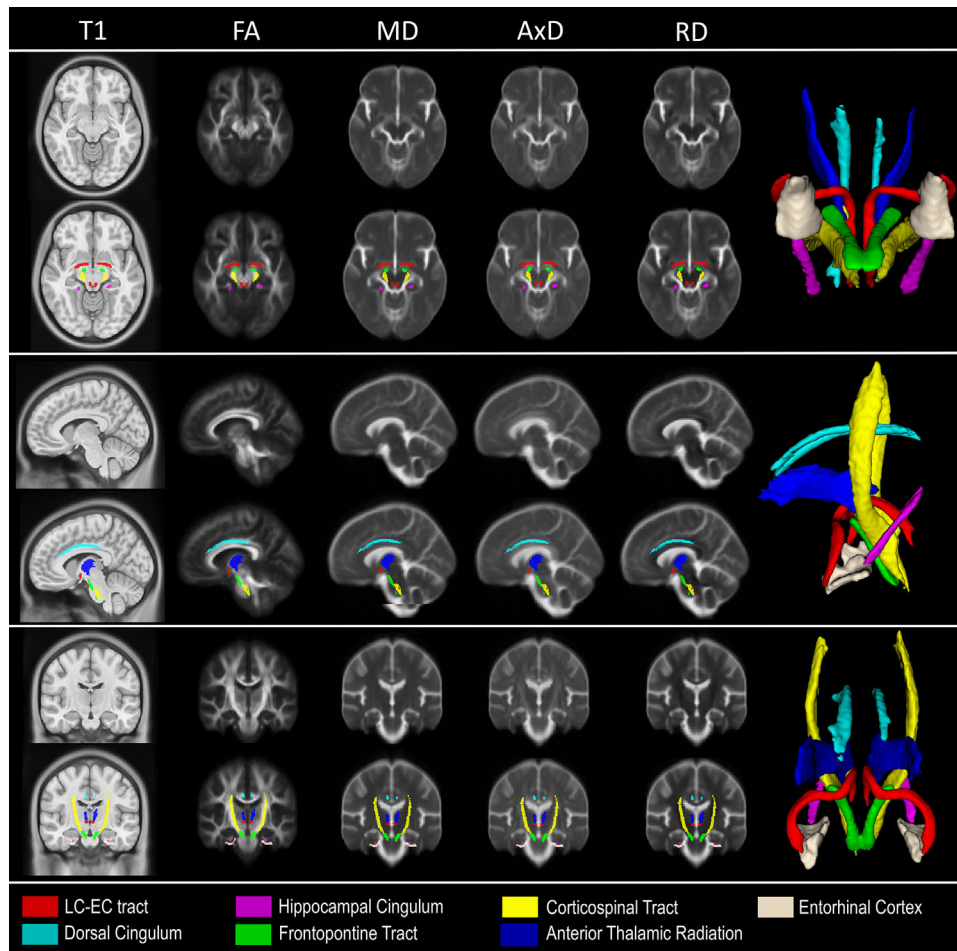 T1 FA MD AxD RD
LC-EC tract Hippocampal Cingulum Corticospinal Tract Entorhinal Cortex
Dorsal Cingulum Frontopontine Tract Anterior Thalamic Radiation